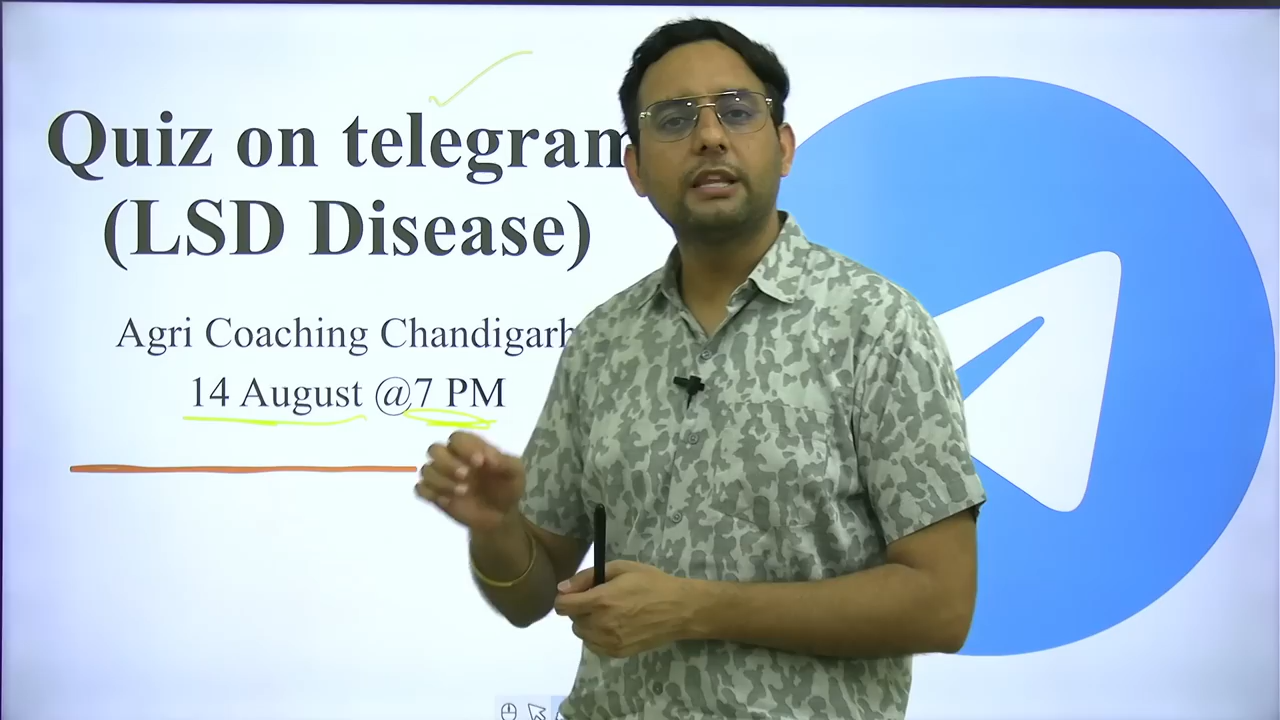 Quiz on telegram
(LSD Disease)
Agri Coaching Chandigarh
14 August @7 PM